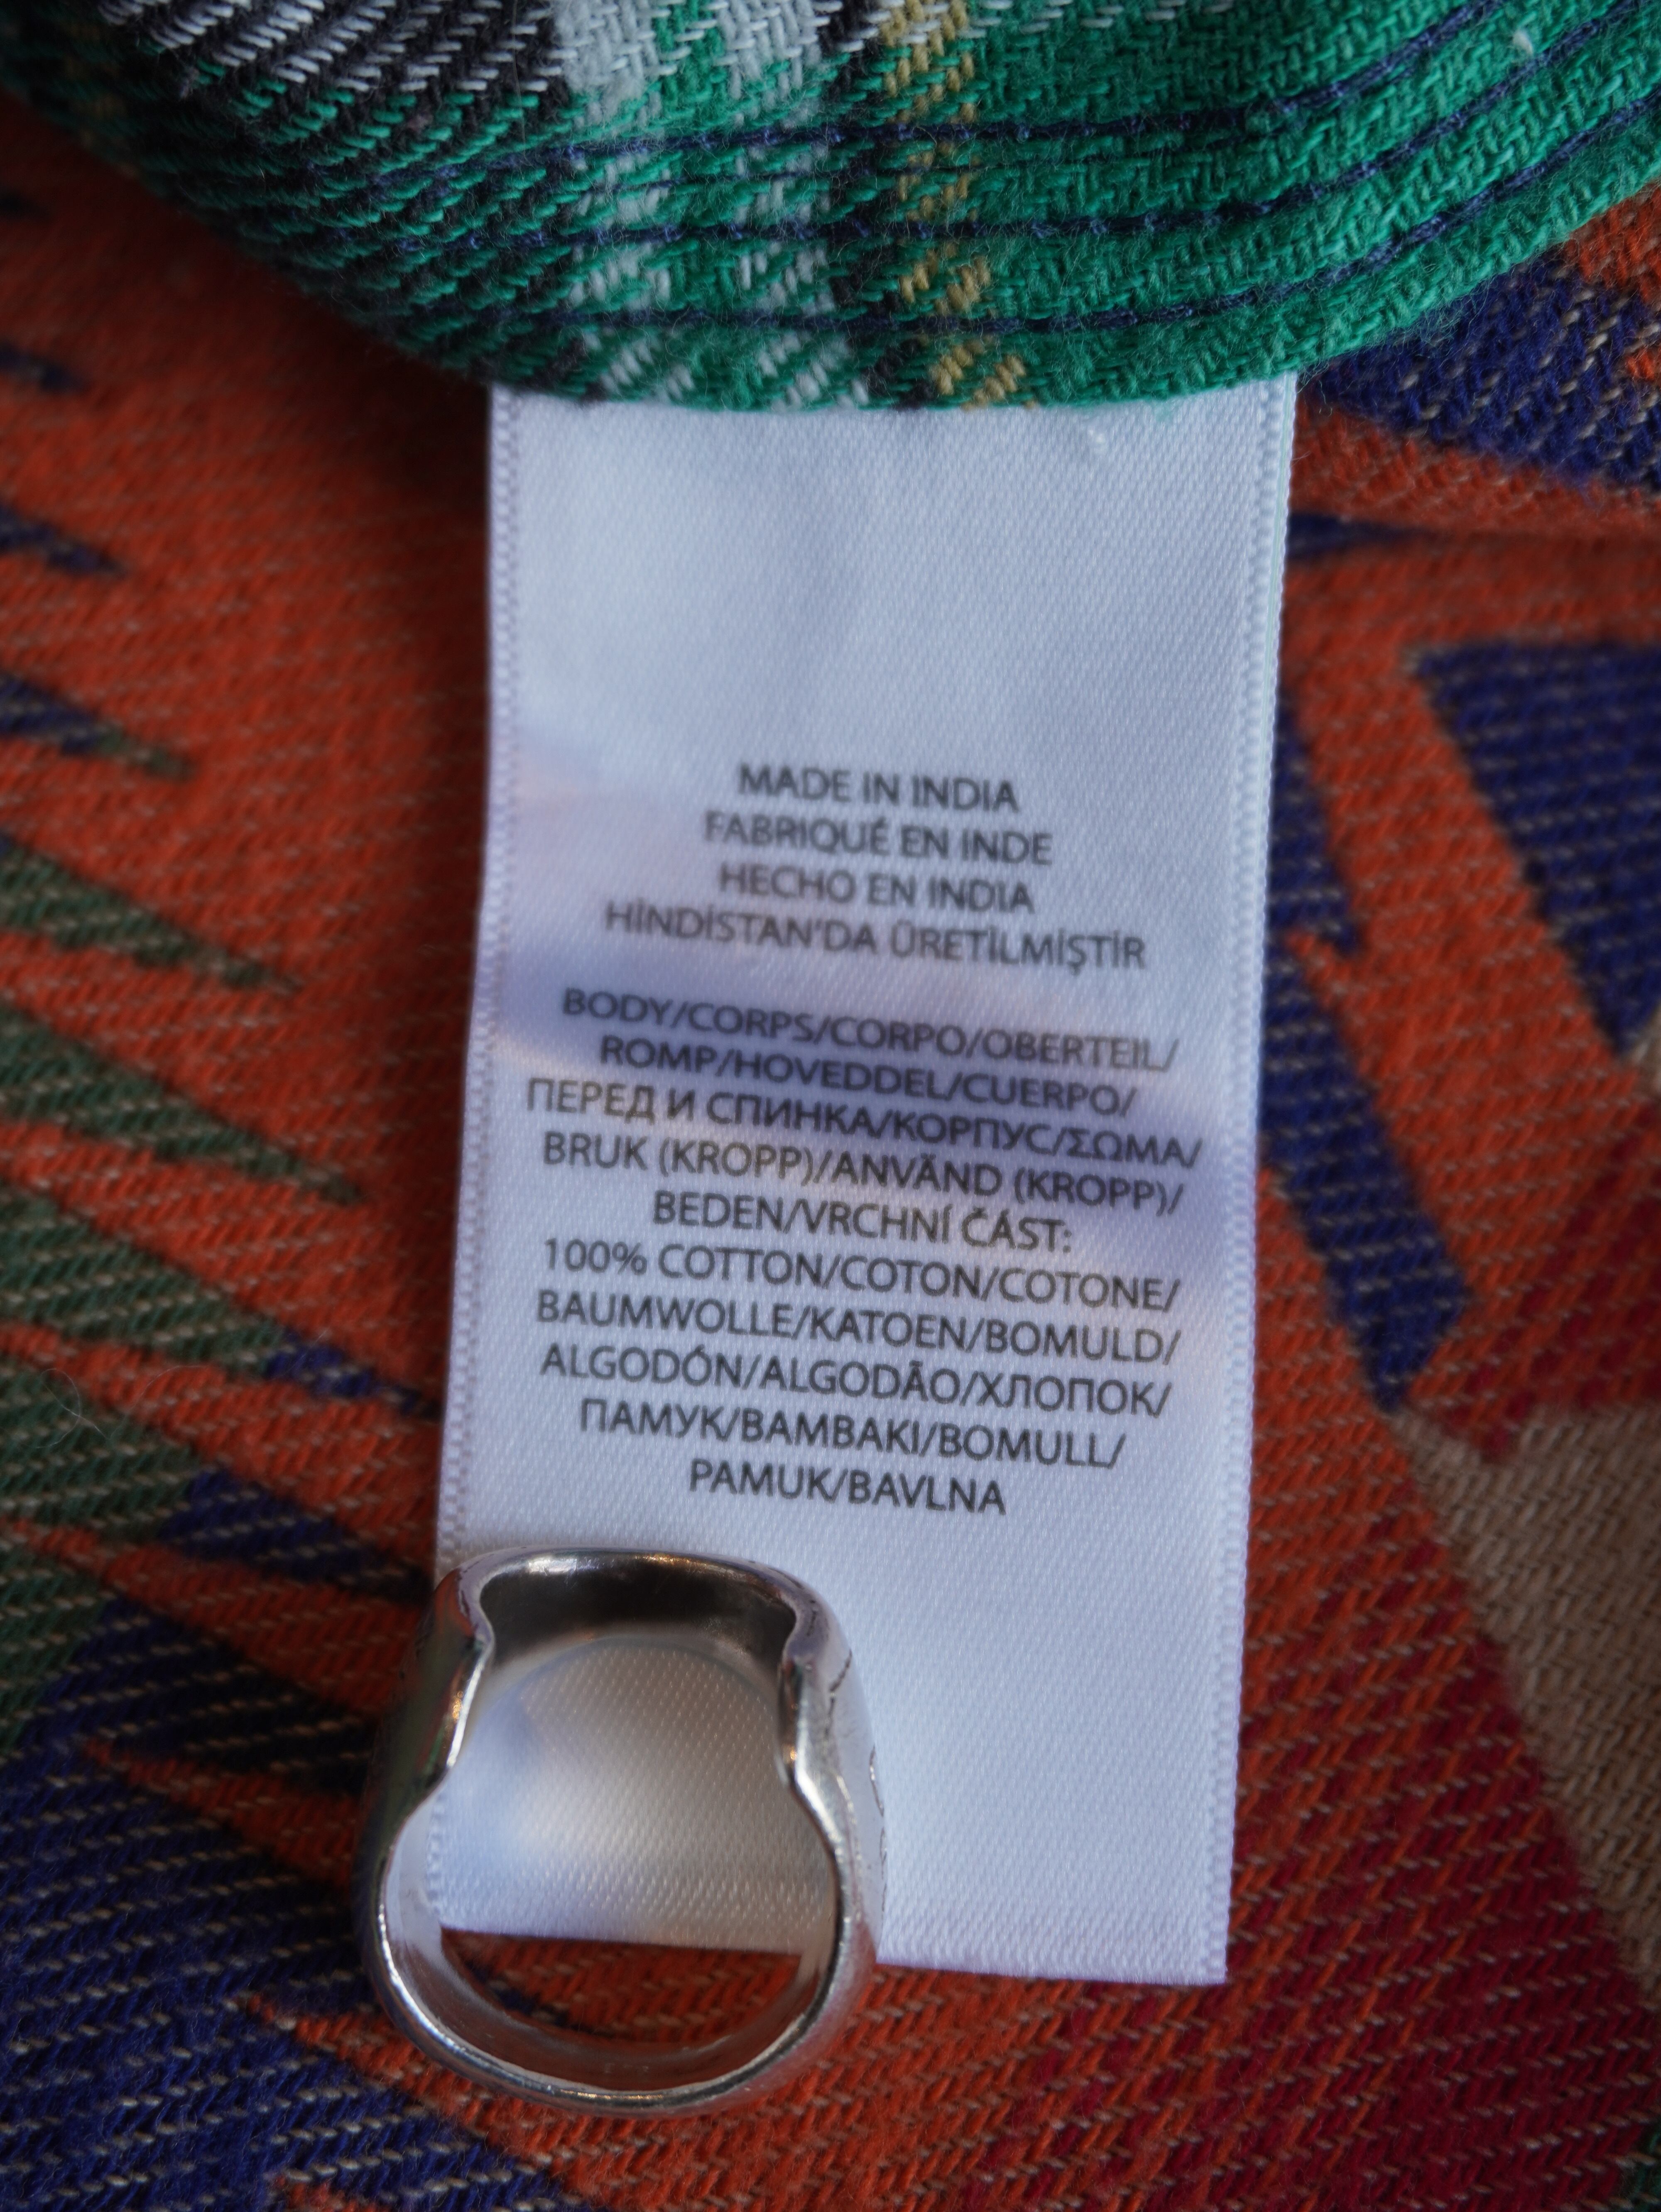 MADE IN INDIA
FABRIQUÉ EN INDE
HECHO EN INDIA
HİNDİSTAN'DA ÜRETİLMİŞTİR
BODY/CORPS/CORPO/OBERTEIL/
ROMP/HOVEDDEL/CUERPO/
ПЕРЕД И СПИНКА/КОРПУС/ΣΩΜΑ/
BRUK (KROPP)/ANVÄND (KROPP)/
BEDEN/VRCHNÍ ČÁST:
100% COTTON/COTON/COTONE/
BAUMWOLLE/KATOEN/BOMULD/
ALGODÓN/ALGODÃO/ХЛОПОК/
ПАМУК/BAMBAKI/BOMULL/
PAMUK/BAVLNA